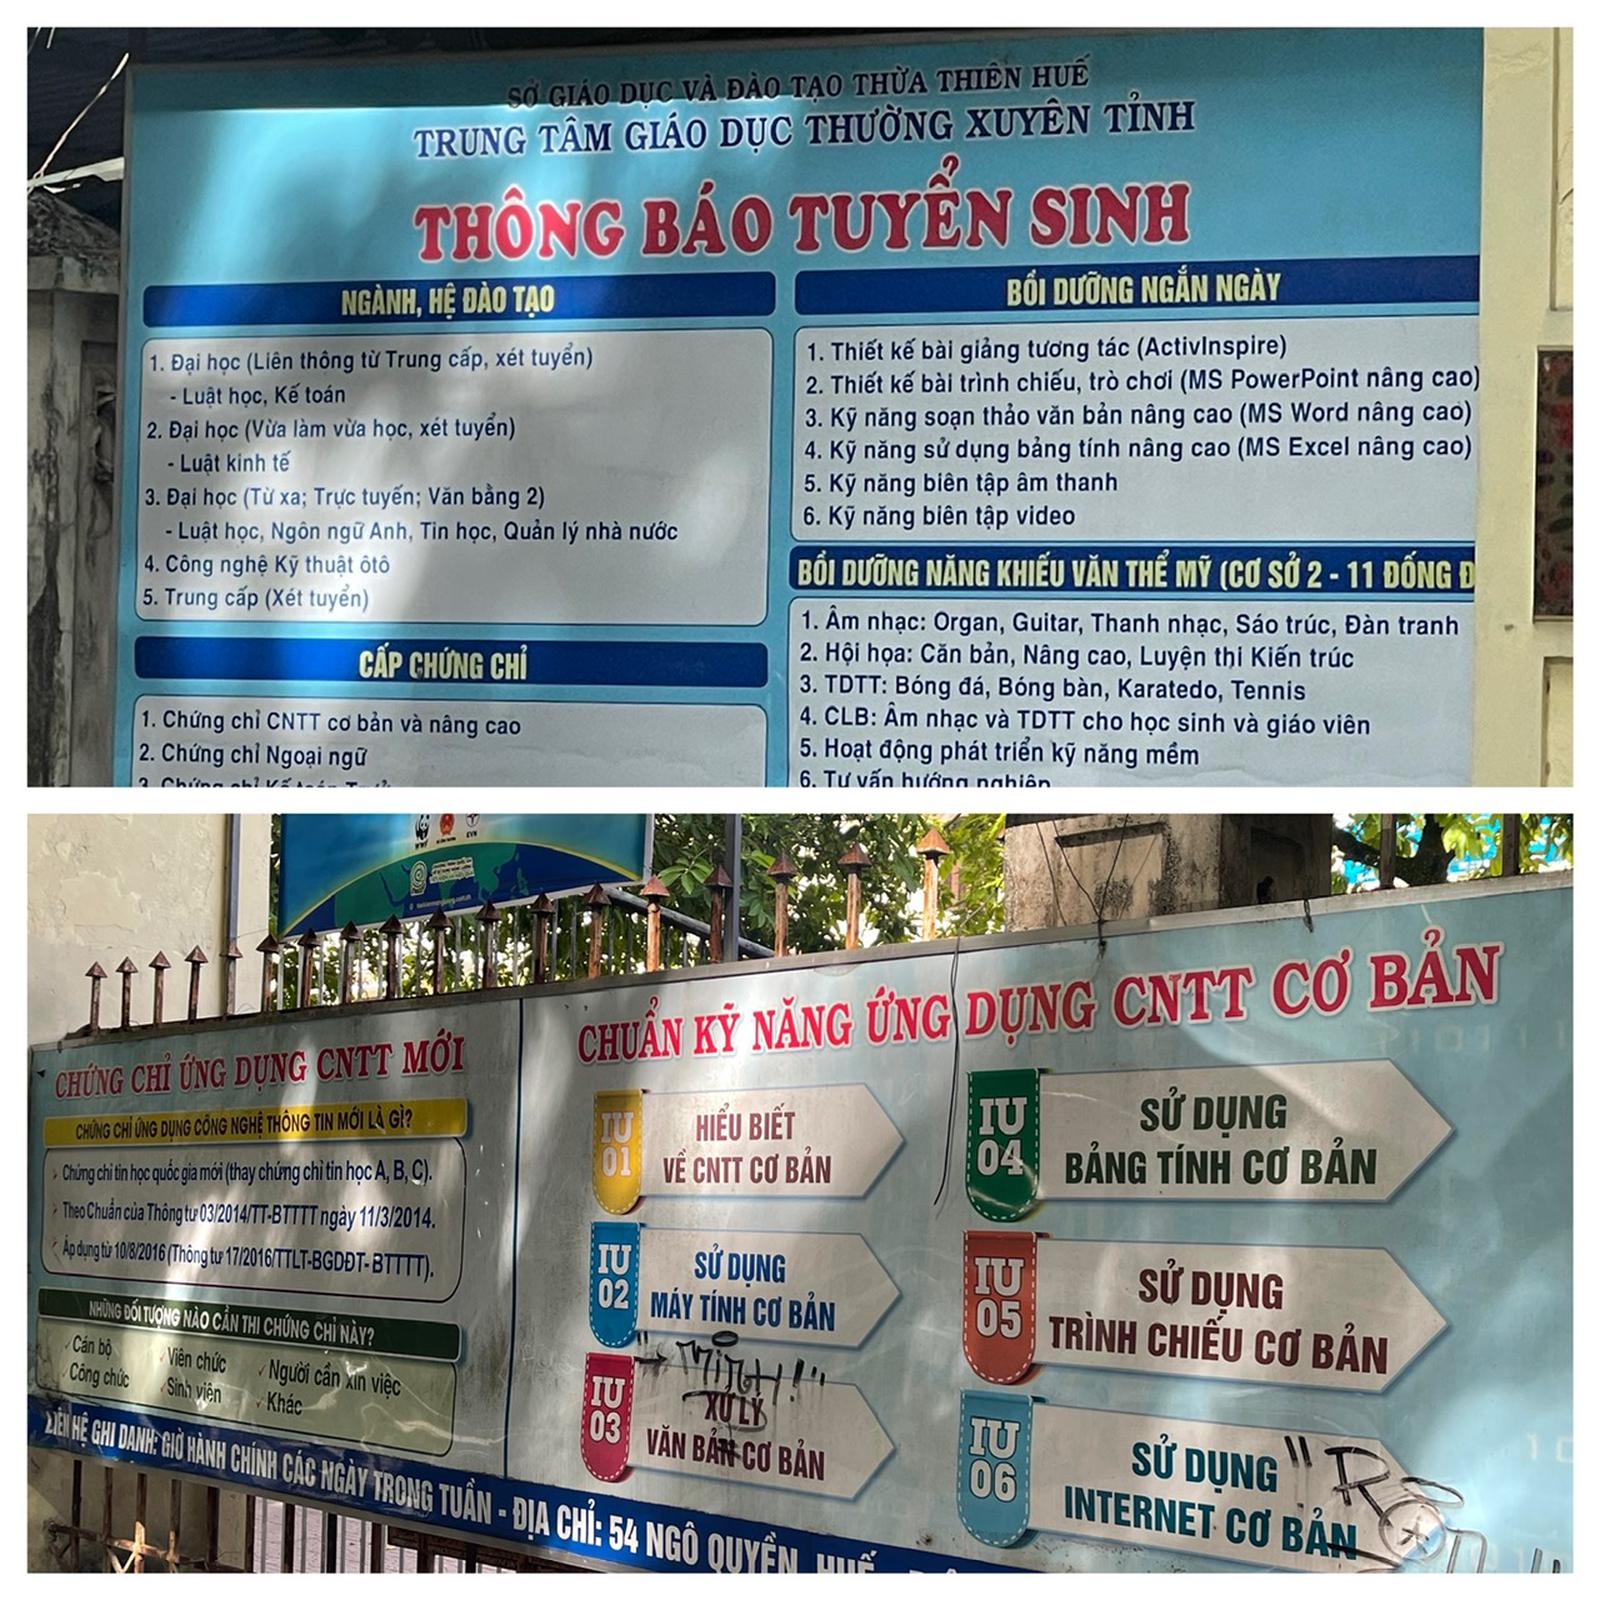 SỞ GIÁO DỤC VÀ ĐÀO TẠO THỪA THIÊN HUẾ
TRUNG TÂM GIÁO DỤC THƯỜNG XUYÊN TỈNH
THÔNG BÁO TUYỂN SINH
NGÀNH, HỆ ĐÀO TẠO
1. Đại học (Liên thông từ Trung cấp, xét tuyển)
- Luật học, Kế toán
2. Đại học (Vừa làm vừa học, xét tuyển)
- Luật kinh tế
3. Đại học (Từ xa; Trực tuyến; Văn bằng 2)
- Luật học, Ngôn ngữ Anh, Tin học, Quản lý nhà nước
4. Công nghệ Kỹ thuật ôtô
5. Trung cấp (Xét tuyển)
CẤP CHỨNG CHỈ
1. Chứng chỉ CNTT cơ bản và nâng cao
2. Chứng chỉ Ngoại ngữ
3. Chứng chỉ Kế toán
BỒI DƯỠNG NGẮN NGÀY
1. Thiết kế bài giảng tương tác (ActivInspire)
2. Thiết kế bài trình chiếu, trò chơi (MS PowerPoint nâng cao)
3. Kỹ năng soạn thảo văn bản nâng cao (MS Word nâng cao)
4. Kỹ năng sử dụng bảng tính nâng cao (MS Excel nâng cao)
5. Kỹ năng biên tập âm thanh
6. Kỹ năng biên tập video
BỒI DƯỠNG NĂNG KHIẾU VĂN THỂ MỸ (CƠ SỞ 2 - 11 ĐỐNG Đ
1. Âm nhạc: Organ, Guitar, Thanh nhạc, Sáo trúc, Đàn tranh
2. Hội họa: Căn bản, Nâng cao, Luyện thi Kiến trúc
3. TDTT: Bóng đá, Bóng bàn, Karatedo, Tennis
4. CLB: Âm nhạc và TDTT cho học sinh và giáo viên
5. Hoạt động phát triển kỹ năng mềm
6. Tư vấn hướng nghiệp
WWF
EVN
CHỨNG CHỈ ỨNG DỤNG CNTT MỚI
CHỨNG CHỈ ỨNG DỤNG CÔNG NGHỆ THÔNG TIN MỚI LÀ GÌ?
Chứng chỉ tin học quốc gia mới (thay chứng chỉ tin học A, B, C).
Theo Chuẩn của Thông tư 03/2014/TT-BTTTT ngày 11/3/2014.
Áp dụng từ 10/8/2016 (Thông tư 17/2016/TTLT-BGDĐT- BTTTT).
NHỮNG ĐỐI TƯỢNG NÀO CẦN THI CHỨNG CHỈ NÀY?
Cán bộ
Viên chức
Người cần xin việc
Công chức
Sinh viên
Khác
LIÊN HỆ GHI DANH: GIỜ HÀNH CHÍNH CÁC NGÀY TRONG TUẦN - ĐỊA CHỈ: 54 NGÔ QUYỀN, HUẾ
CHUẨN KỸ NĂNG ỨNG DỤNG CNTT CƠ BẢN
IU 01
HIỂU BIẾT
VỀ CNTT CƠ BẢN
IU 02
SỬ DỤNG
MÁY TÍNH CƠ BẢN
"MINH!"
IU 03
XỬ LÝ
VĂN BẢN CƠ BẢN
IU 04
SỬ DỤNG
BẢNG TÍNH CƠ BẢN
IU 05
SỬ DỤNG
TRÌNH CHIẾU CƠ BẢN
IU 06
SỬ DỤNG
INTERNET CƠ BẢN